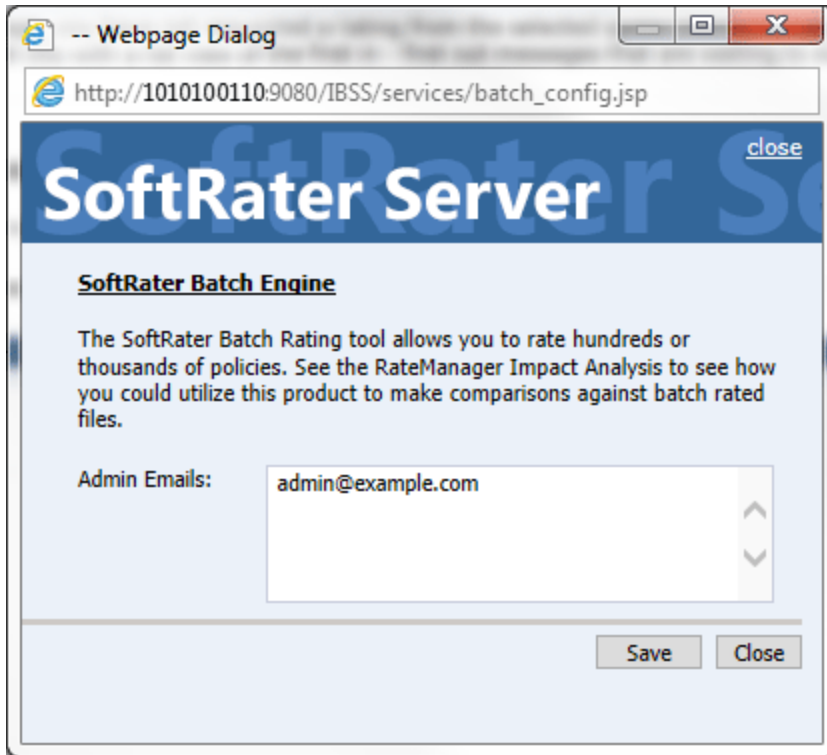 -- Webpage Dialog
http://1010100110:9080/IBSS/services/batch_config.jsp
close
SoftRater Server
SoftRater Batch Engine
The SoftRater Batch Rating tool allows you to rate hundreds or
thousands of policies. See the RateManager Impact Analysis to see how
you could utilize this product to make comparisons against batch rated
files.
Admin Emails:
admin@example.com
Save
Close